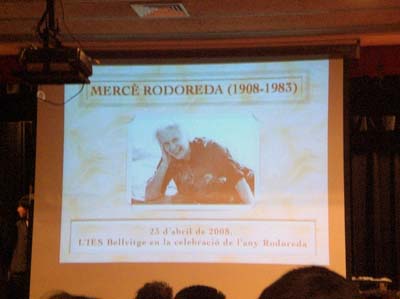 MERCÈ RODOREDA (1908-1983)
23 d'abril de 2008.
L'IES Bellvitge en la celebració de l'any Rodoreda